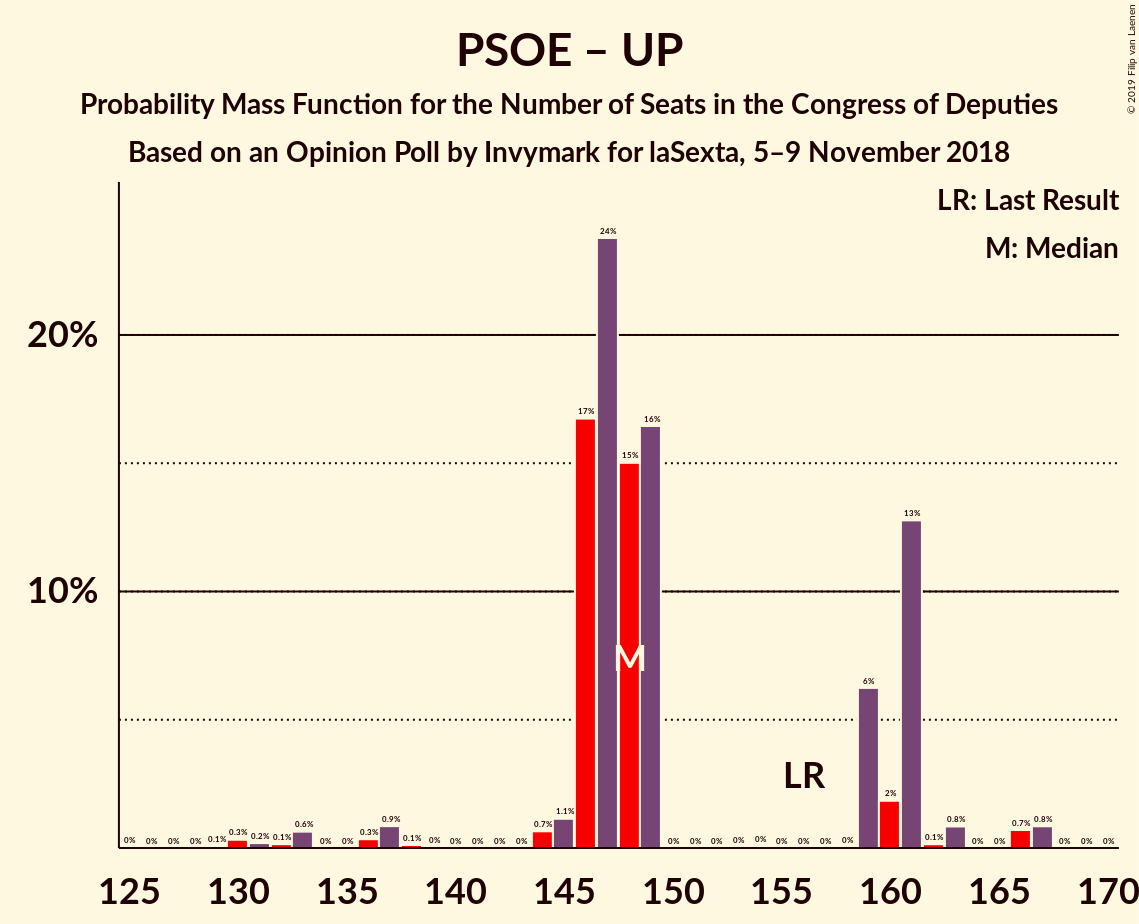 © 2019 Filip van Laenen
PSOE – UP
Probability Mass Function for the Number of Seats in the Congress of Deputies
Based on an Opinion Poll by Invymark for laSexta, 5–9 November 2018
LR: Last Result
M: Median
20%
10%
0% 0% 0% 0% 0.1% 0.3% 0.2% 0.1% 0.6% 0% 0% 0.3% 0.9% 0.1% 0% 0% 0% 0% 0% 0.7% 1.1% 17% 24% 15% 16% 0% 0% 0% 0% 0% 0% 0% 0% 0% 6% 2% 13% 0.1% 0.8% 0% 0% 0.7% 0.8% 0% 0% 0%
M
LR
125 130 135 140 145 150 155 160 165 170